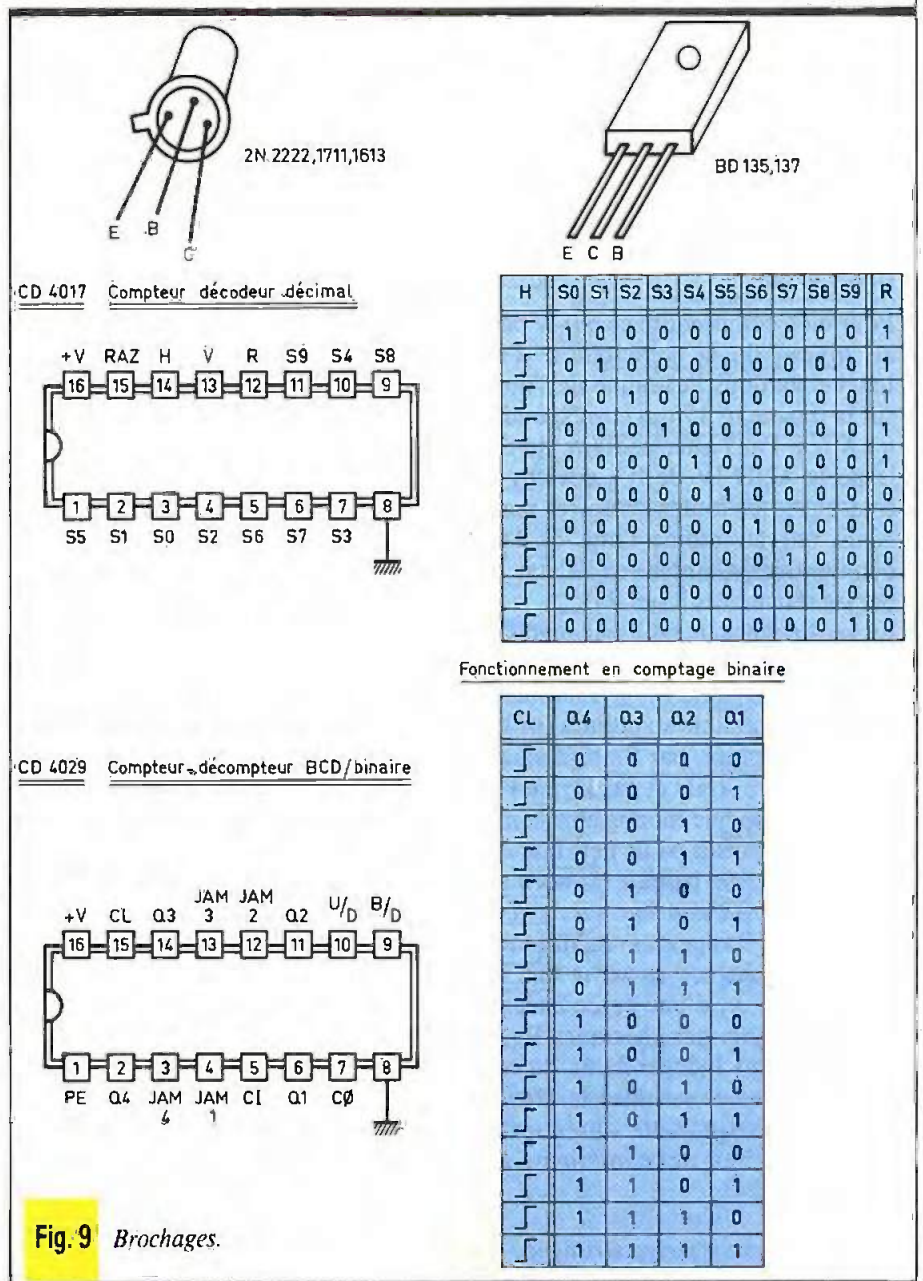 2N 2222,1711,1613
E B C
BD 135,137
E C B
CD 4017 Compteur décodeur décimal
+V RAZ H V R S9 S4 S8
16 15 14 13 12 11 10 9
1 2 3 4 5 6 7 8
S5 S1 S0 S2 S6 S7 S3
H S0 S1 S2 S3 S4 S5 S6 S7 S8 S9 R
1 0 0 0 0 0 0 0 0 0 1
0 1 0 0 0 0 0 0 0 0 1
0 0 1 0 0 0 0 0 0 0 1
0 0 0 1 0 0 0 0 0 0 1
0 0 0 0 1 0 0 0 0 0 1
0 0 0 0 0 1 0 0 0 0 0
0 0 0 0 0 0 1 0 0 0 0
0 0 0 0 0 0 0 1 0 0 0
0 0 0 0 0 0 0 0 1 0 0
0 0 0 0 0 0 0 0 0 1 0
Fonctionnement en comptage binaire
CD 4029 Compteur-décompteur BCD/binaire
+V CL Q3 JAM 3 JAM 2 Q2 U/D B/D
16 15 14 13 12 11 10 9
1 2 3 4 5 6 7 8
PE Q4 JAM 4 JAM 1 CI Q1 CØ
CL Q4 Q3 Q2 Q1
0 0 0 0
0 0 0 1
0 0 1 0
0 0 1 1
0 1 0 0
0 1 0 1
0 1 1 0
0 1 1 1
1 0 0 0
1 0 0 1
1 0 1 0
1 0 1 1
1 1 0 0
1 1 0 1
1 1 1 0
1 1 1 1
Fig. 9 Brochages.